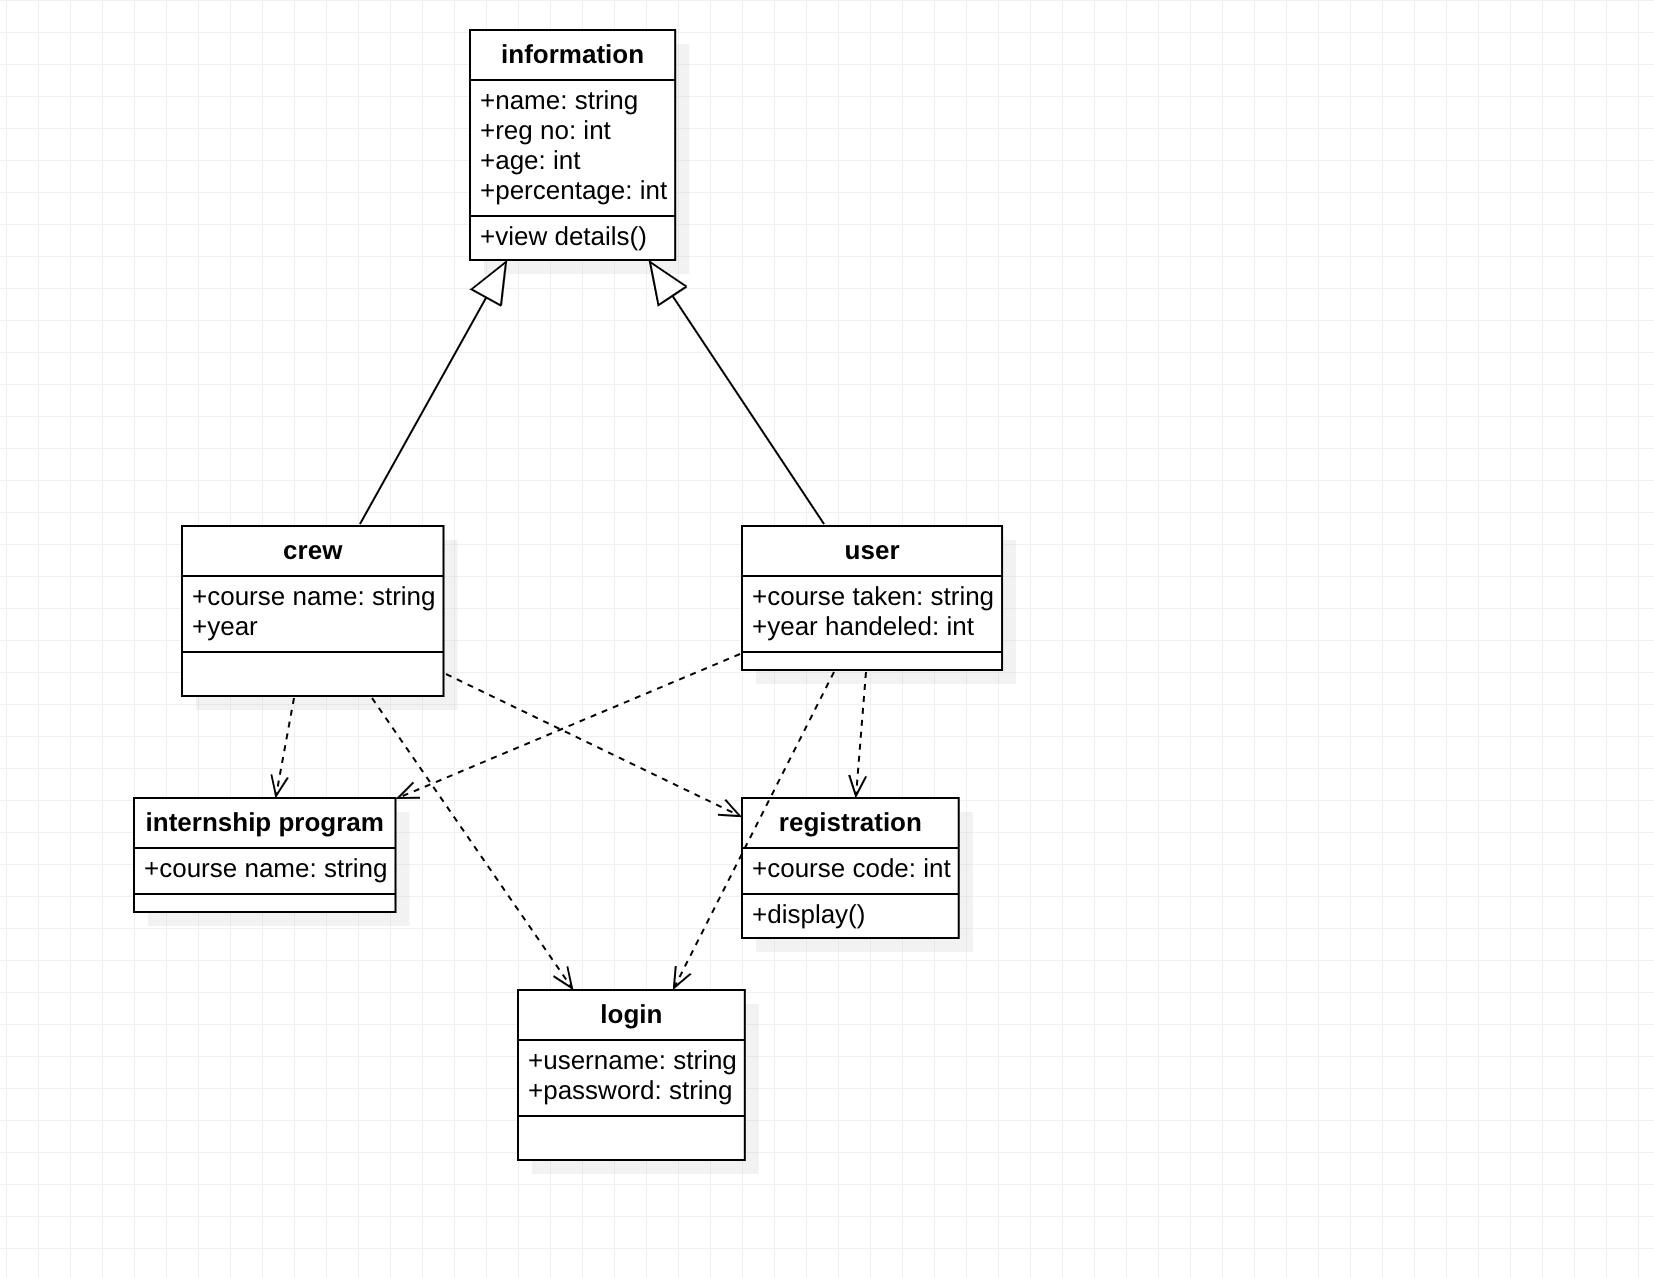 information
+name: string
+reg no: int
+age: int
+percentage: int
+view details()
crew
+course name: string
+year
user
+course taken: string
+year handeled: int
internship program
+course name: string
registration
+course code: int
+display()
login
+username: string
+password: string